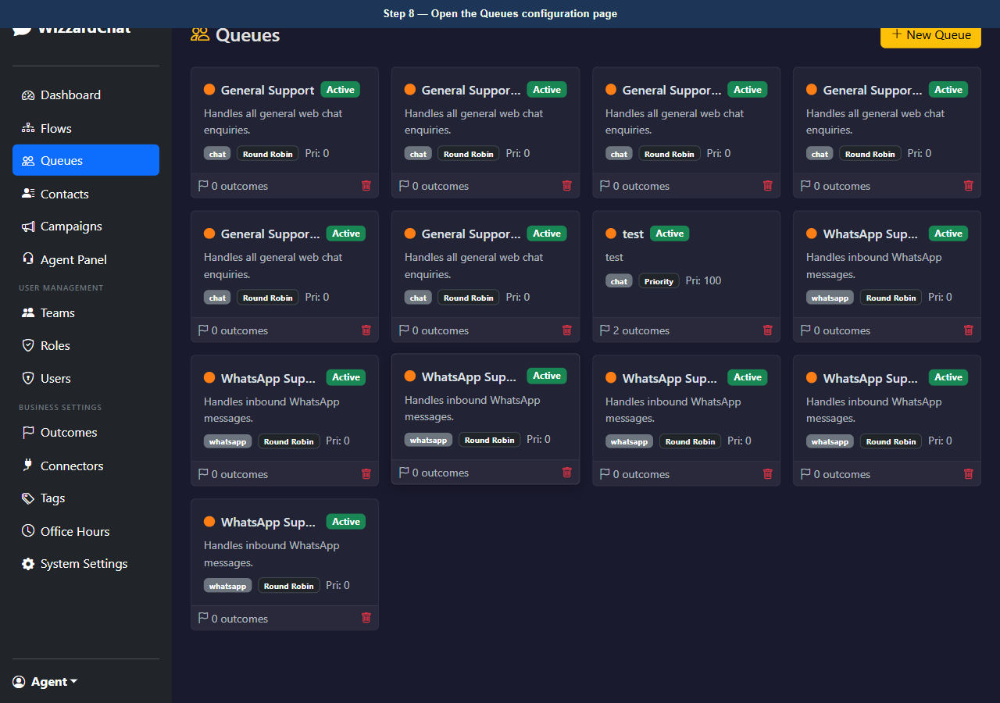 Step 8 — Open the Queues configuration page
WizzardChat
Dashboard
Flows
Queues
Contacts
Campaigns
Agent Panel
USER MANAGEMENT
Teams
Roles
Users
BUSINESS SETTINGS
Outcomes
Connectors
Tags
Office Hours
System Settings
Agent
Queues
New Queue
General Support Active
Handles all general web chat
enquiries.
chat Round Robin Pri: 0
0 outcomes
General Suppor... Active
Handles all general web chat
enquiries.
chat Round Robin Pri: 0
0 outcomes
General Suppor... Active
Handles all general web chat
enquiries.
chat Round Robin Pri: 0
0 outcomes
General Suppor... Active
Handles all general web chat
enquiries.
chat Round Robin Pri: 0
0 outcomes
General Suppor... Active
Handles all general web chat
enquiries.
chat Round Robin Pri: 0
0 outcomes
General Suppor... Active
Handles all general web chat
enquiries.
chat Round Robin Pri: 0
0 outcomes
test Active
test
chat Priority Pri: 100
2 outcomes
WhatsApp Sup... Active
Handles inbound WhatsApp
messages.
whatsapp Round Robin Pri: 0
0 outcomes
WhatsApp Sup... Active
Handles inbound WhatsApp
messages.
whatsapp Round Robin Pri: 0
0 outcomes
WhatsApp Sup... Active
Handles inbound WhatsApp
messages.
whatsapp Round Robin Pri: 0
0 outcomes
WhatsApp Sup... Active
Handles inbound WhatsApp
messages.
whatsapp Round Robin Pri: 0
0 outcomes
WhatsApp Sup... Active
Handles inbound WhatsApp
messages.
whatsapp Round Robin Pri: 0
0 outcomes
WhatsApp Sup... Active
Handles inbound WhatsApp
messages.
whatsapp Round Robin Pri: 0
0 outcomes